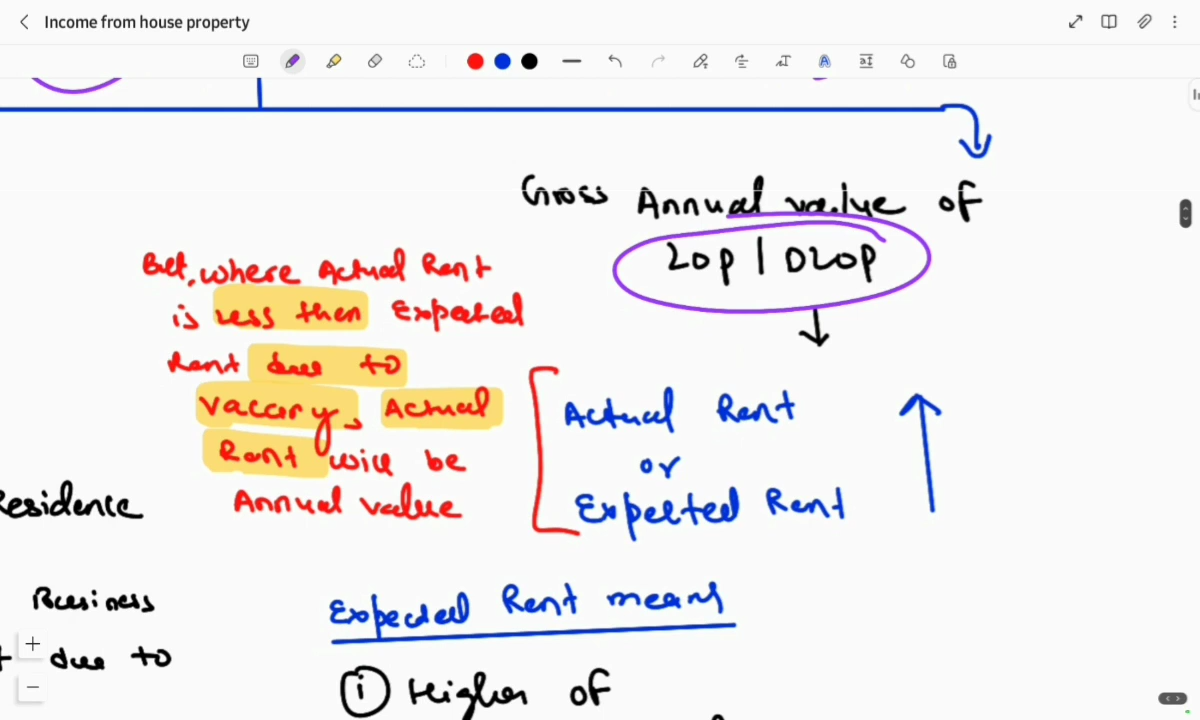 Income from house property
Gross Annual value of
LOP | DLOP
But, where Actual Rent
is less then Expected
Rent due to
vaccany, Actual
Rent will be
Annual value
Actual Rent
or
Expected Rent
Residence
Business
due to
Expected Rent means
(i) Higher of